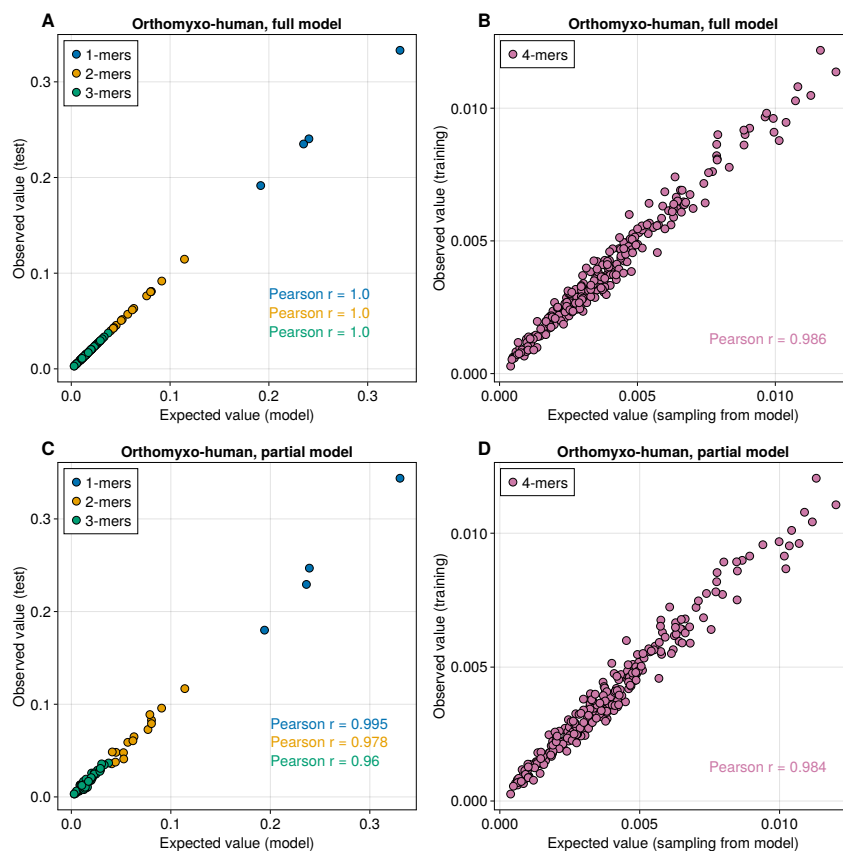 A
Orthomyxo-human, full model
1-mers
2-mers
3-mers
Pearson r = 1.0
Pearson r = 1.0
Pearson r = 1.0
0.3
0.2
0.1
0.0
0.0
0.1
0.2
0.3
Observed value (test)
Expected value (model)
B
Orthomyxo-human, full model
4-mers
Pearson r = 0.986
0.010
0.005
0.000
0.000
0.005
0.010
Observed value (training)
Expected value (sampling from model)
C
Orthomyxo-human, partial model
1-mers
2-mers
3-mers
Pearson r = 0.995
Pearson r = 0.978
Pearson r = 0.96
0.3
0.2
0.1
0.0
0.0
0.1
0.2
0.3
Observed value (test)
Expected value (model)
D
Orthomyxo-human, partial model
4-mers
Pearson r = 0.984
0.010
0.005
0.000
0.000
0.005
0.010
Observed value (training)
Expected value (sampling from model)